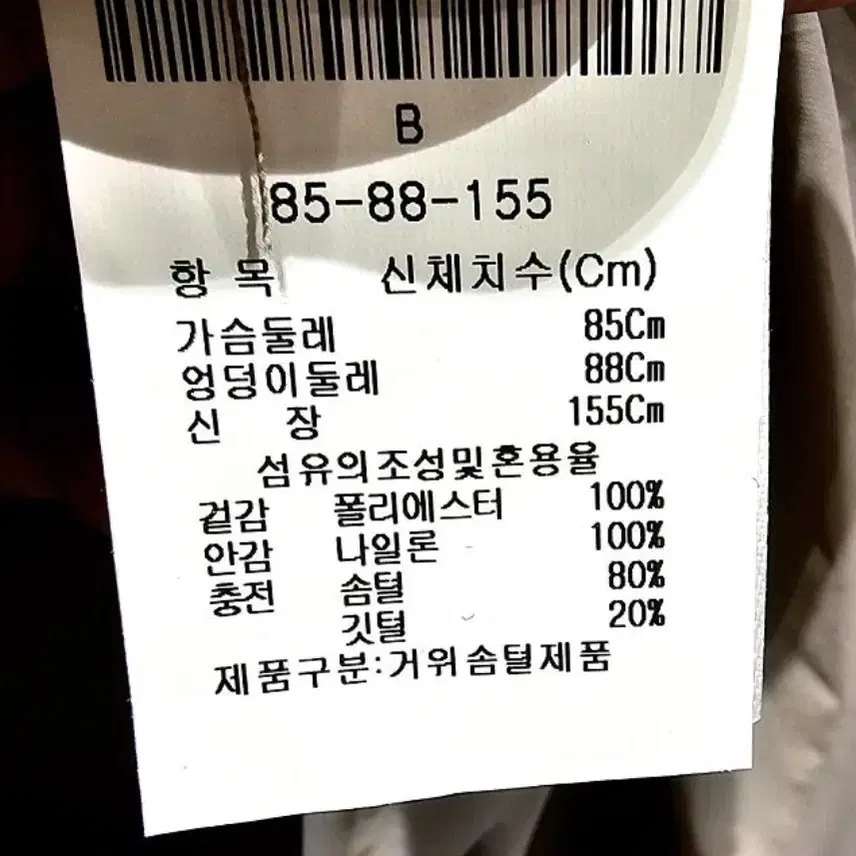 B
85-88-155
항 목 신체치수(Cm)
가슴둘레 85Cm
엉덩이둘레 88Cm
신 장 155Cm
섬유의조성및혼용율
겉감 폴리에스터 100%
안감 나일론 100%
충전 솜털 80%
깃털 20%
제품구분:거위솜털제품